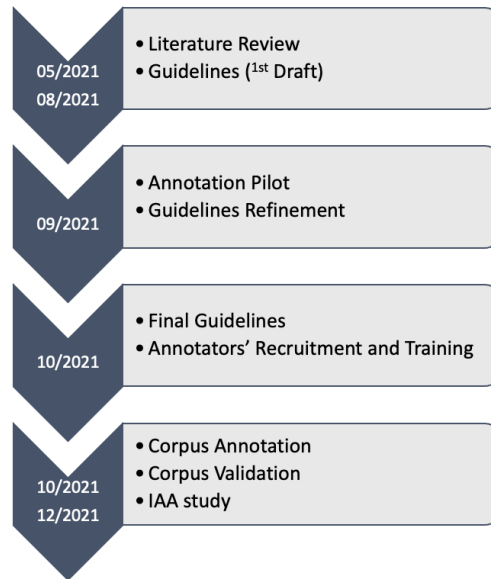 05/2021
08/2021
• Literature Review
• Guidelines (1st Draft)
09/2021
• Annotation Pilot
• Guidelines Refinement
10/2021
• Final Guidelines
• Annotators’ Recruitment and Training
10/2021
12/2021
• Corpus Annotation
• Corpus Validation
• IAA study